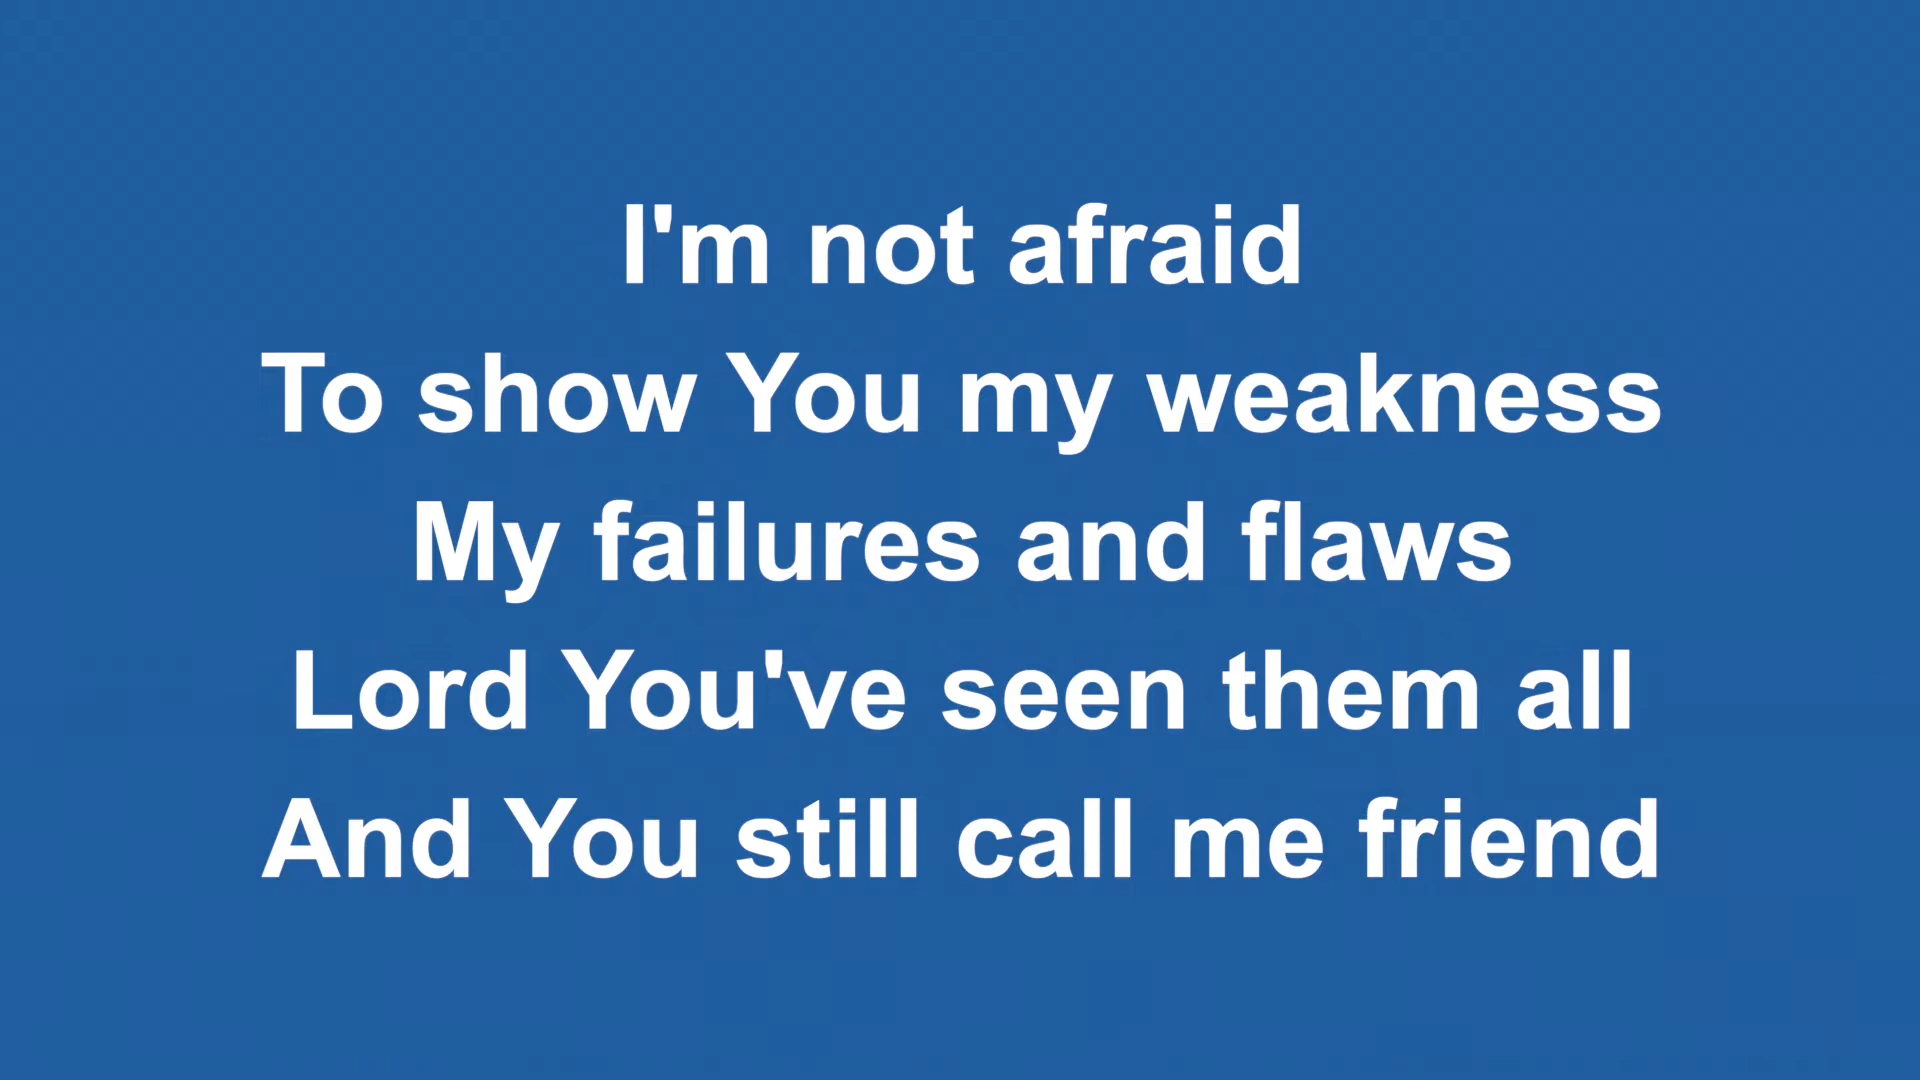 I'm not afraid
To show You my weakness
My failures and flaws
Lord You've seen them all
And You still call me friend